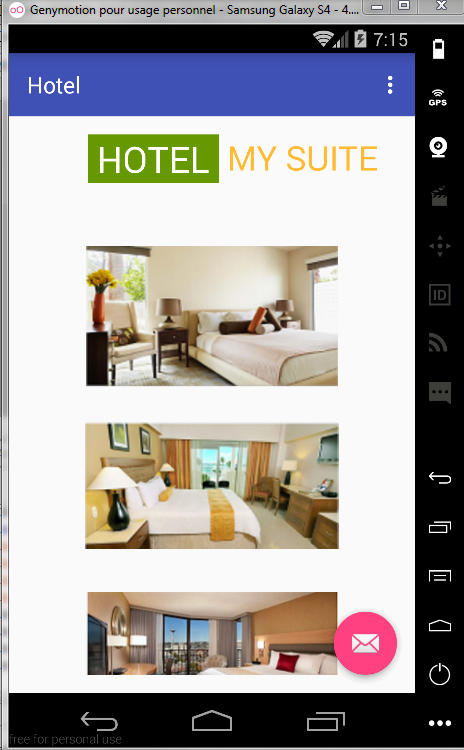 Genymotion pour usage personnel - Samsung Galaxy S4 - 4....
7:15
Hotel
GPS
HOTEL MY SUITE
ID
free for personal use